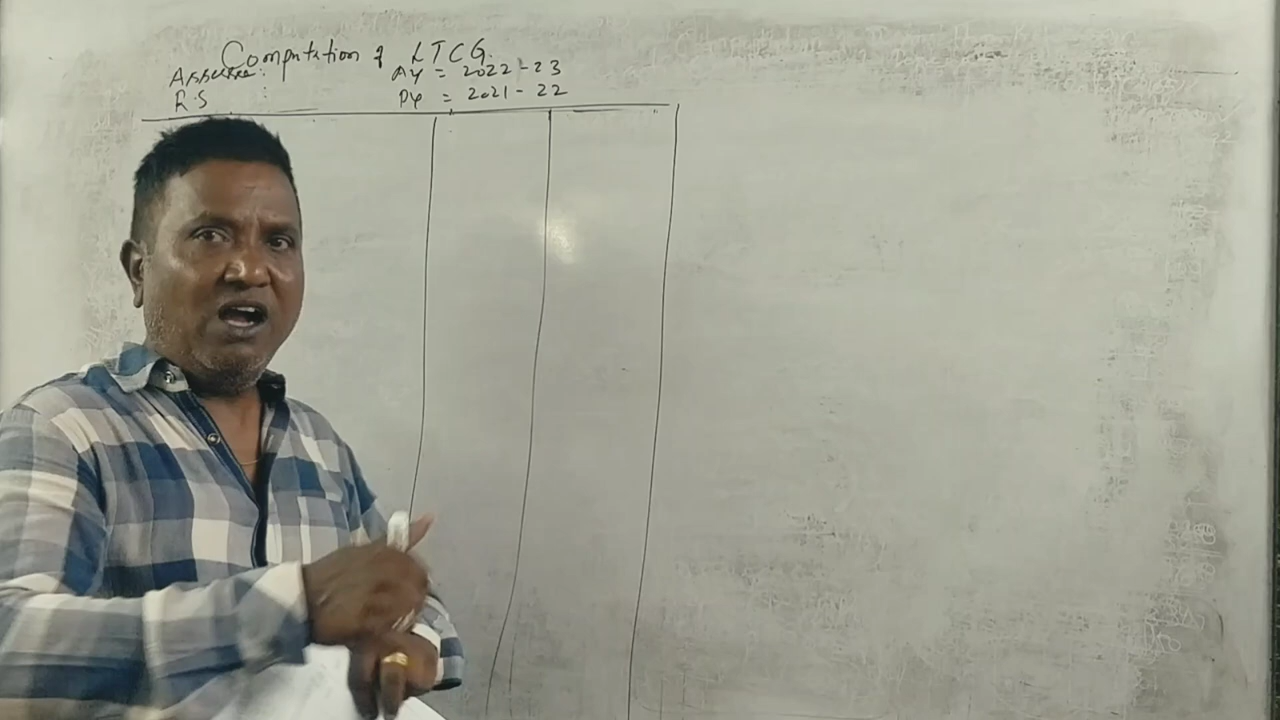 Computation of LTCG.
Assessee : AY = 2022-23
R.S : PY = 2021-22